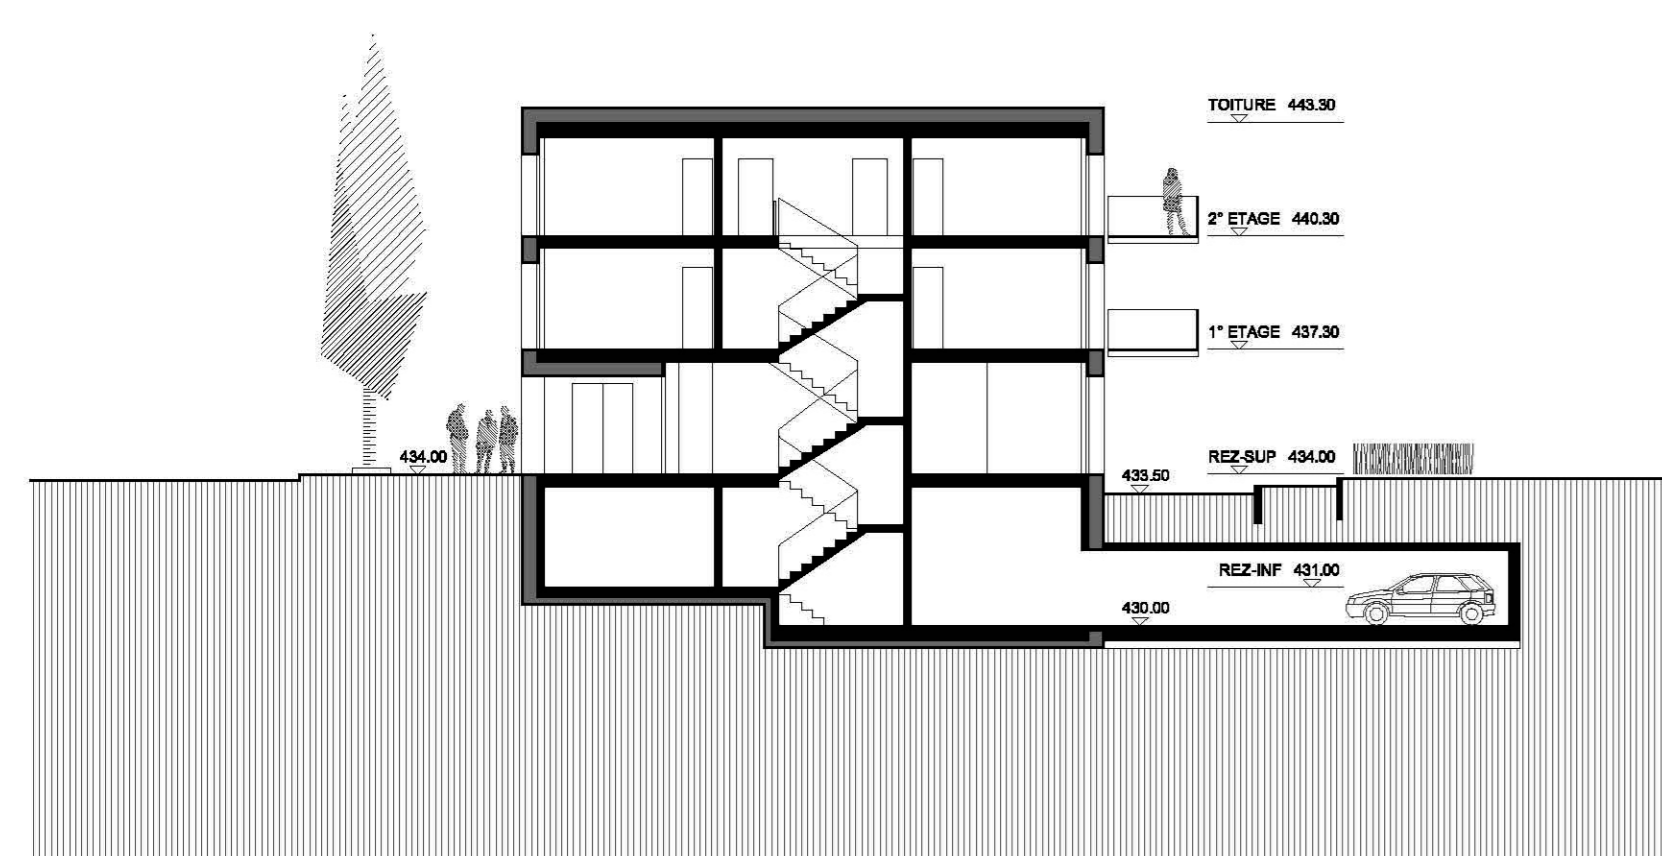 TOITURE 443.30
2° ETAGE 440.30
1° ETAGE 437.30
434.00
REZ-SUP 434.00
433.50
REZ-INF 431.00
430.00